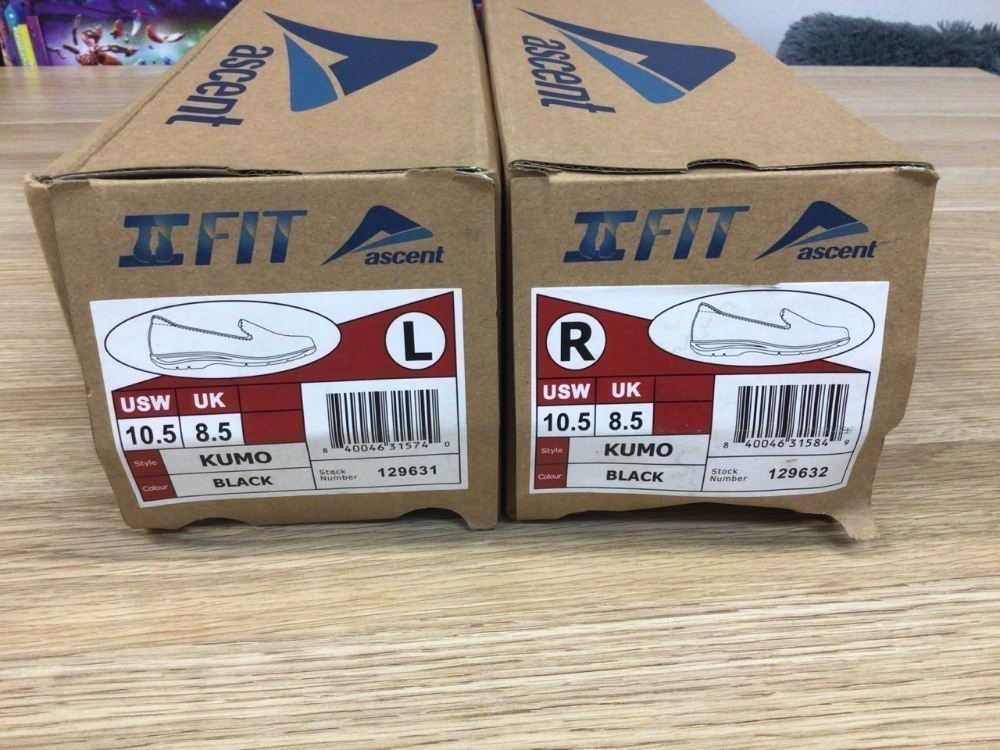 ascent
ascent
II FIT
ascent
L
USW UK
10.5 8.5
Style KUMO
Colour BLACK
8 40046 31574 0
Stock Number 129631
II FIT
ascent
R
USW UK
10.5 8.5
Style KUMO
Colour BLACK
8 40046 31584 9
Stock Number 129632